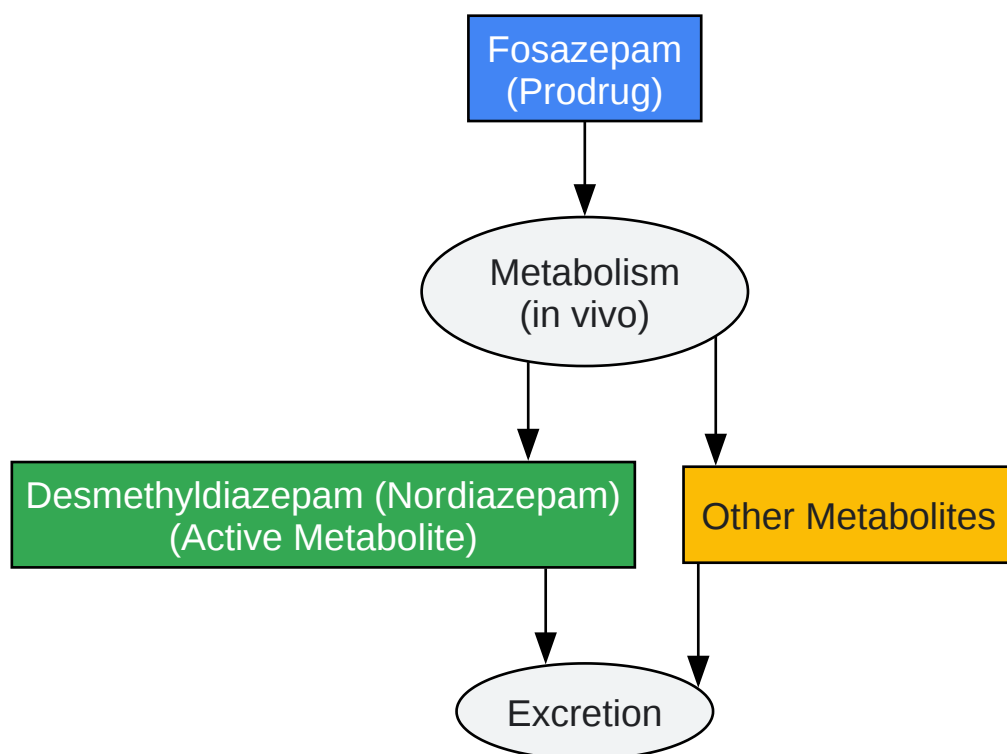 Fosazepam
(Prodrug)
Metabolism
(in vivo)
Desmethyldiazepam (Nordiazepam)
(Active Metabolite)
Other Metabolites
Excretion